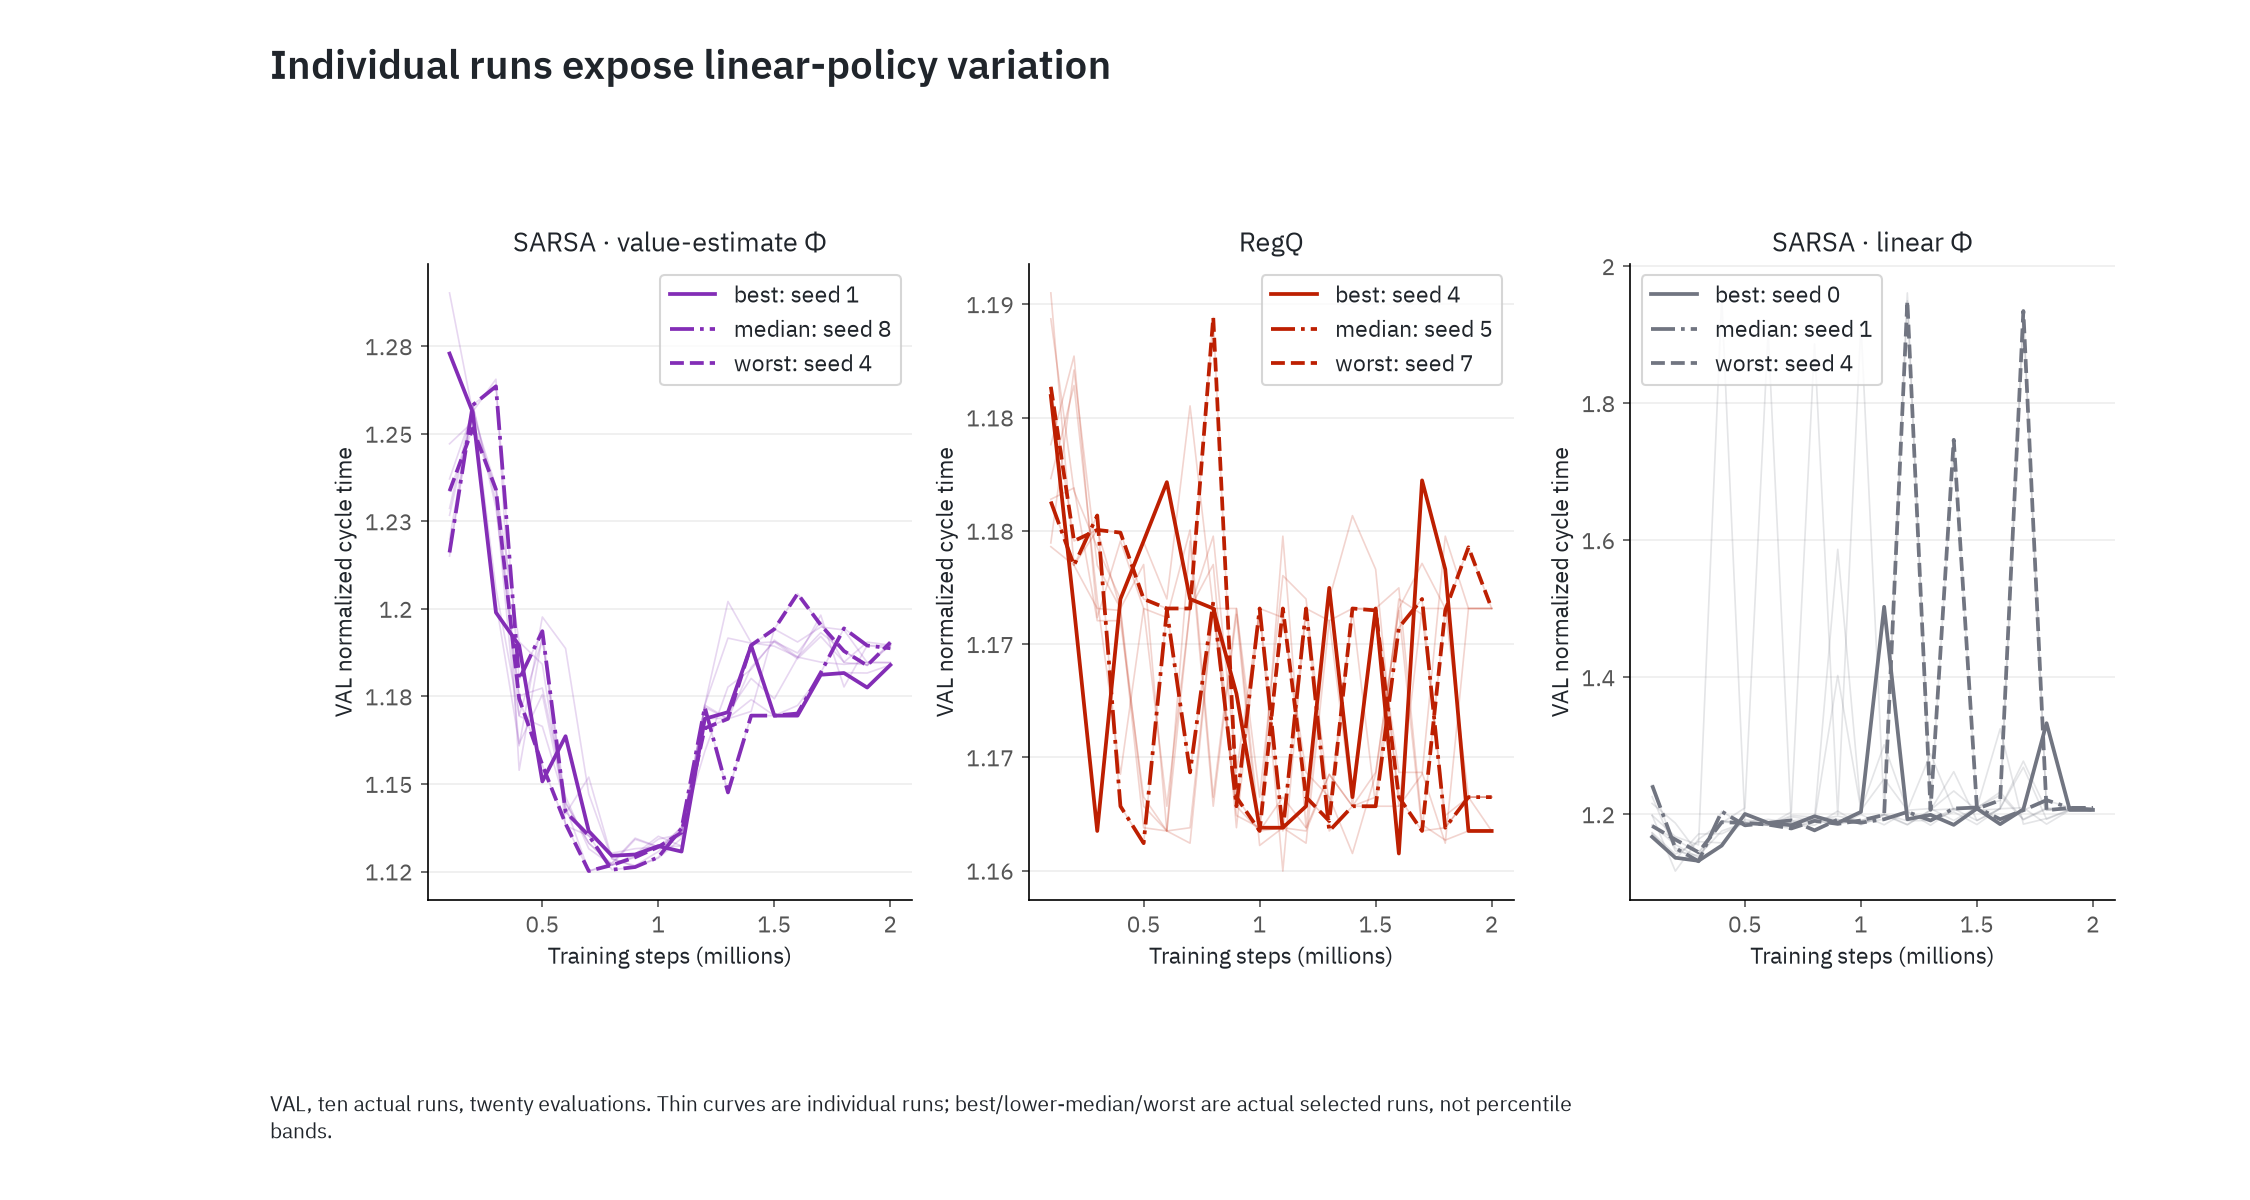 Individual runs expose linear-policy variation
SARSA · value-estimate Φ
best: seed 1
median: seed 8
worst: seed 4
1.28
1.25
1.23
1.2
1.18
1.15
1.12
VAL normalized cycle time
0.5
1
1.5
2
Training steps (millions)
RegQ
best: seed 4
median: seed 5
worst: seed 7
1.19
1.18
1.18
1.17
1.17
1.16
VAL normalized cycle time
0.5
1
1.5
2
Training steps (millions)
SARSA · linear Φ
best: seed 0
median: seed 1
worst: seed 4
2
1.8
1.6
1.4
1.2
VAL normalized cycle time
0.5
1
1.5
2
Training steps (millions)
VAL, ten actual runs, twenty evaluations. Thin curves are individual runs; best/lower-median/worst are actual selected runs, not percentile
bands.